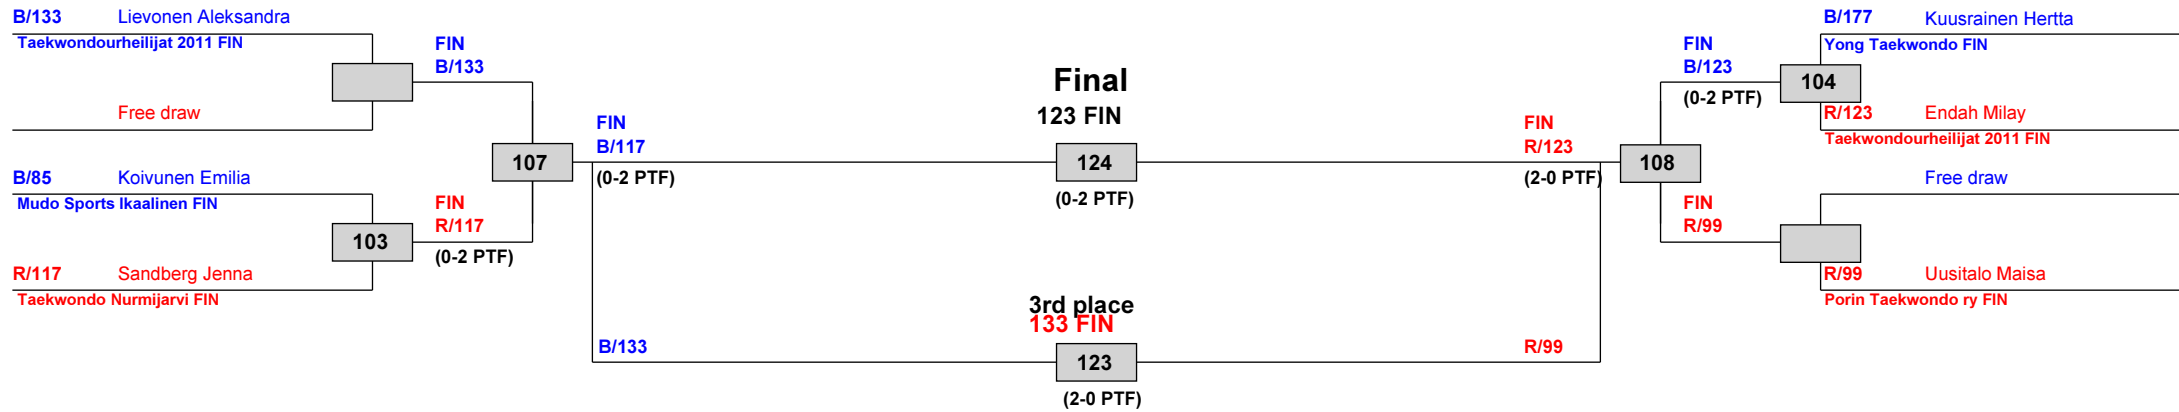 B/133 Lievonen Aleksandra
Taekwondourheilijat 2011 FIN
Free draw
B/85 Koivunen Emilia
Mudo Sports Ikaalinen FIN
103
R/117 Sandberg Jenna
Taekwondo Nurmijarvi FIN
FIN
B/133
FIN
R/117
(0-2 PTF)
107
FIN
B/117
(0-2 PTF)
Final
123 FIN
124
(0-2 PTF)
3rd place
133 FIN
B/133
123
(2-0 PTF)
R/99
FIN
R/123
(2-0 PTF)
108
FIN
B/123
(0-2 PTF)
FIN
R/99
B/177 Kuusrainen Hertta
Yong Taekwondo FIN
104
R/123 Endah Milay
Taekwondourheilijat 2011 FIN
Free draw
R/99 Uusitalo Maisa
Porin Taekwondo ry FIN